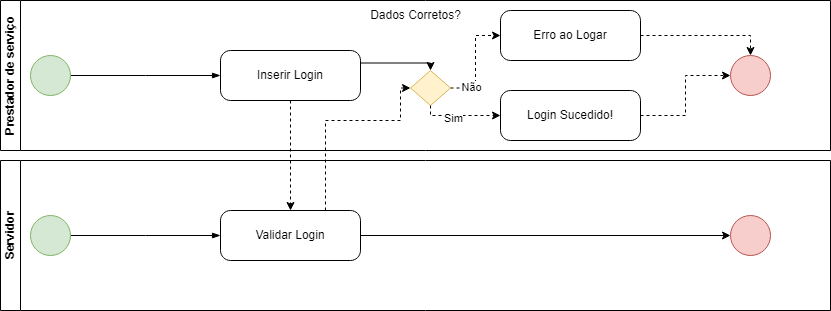 Prestador de serviço
Dados Corretos?
Inserir Login
Não
Sim
Erro ao Logar
Login Sucedido!
Servidor
Validar Login